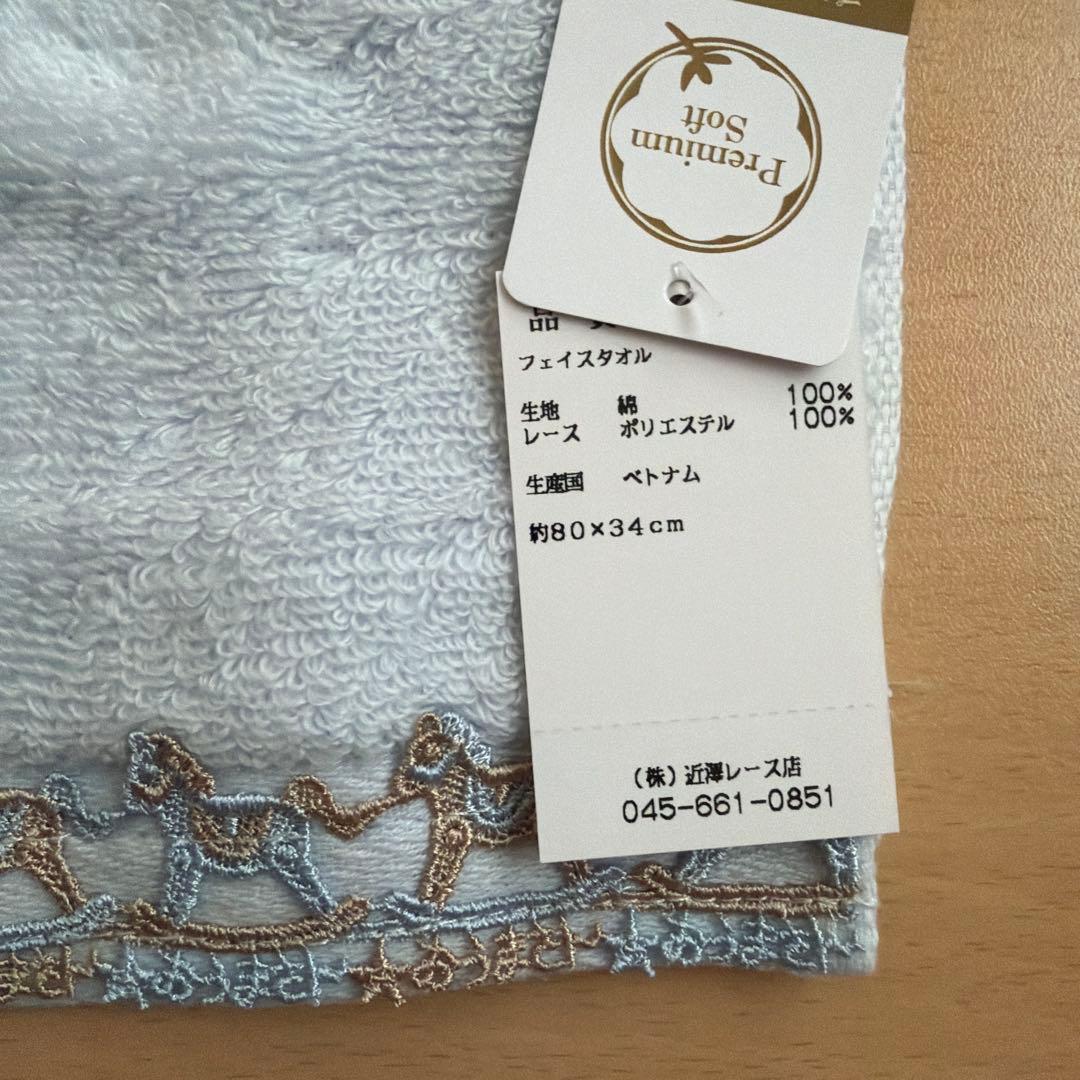 Premium
Soft
フェイスタオル
生地 綿 100%
レース ポリエステル 100%
生産国 ベトナム
約80×34cm
(株)近澤レース店
045-661-0851